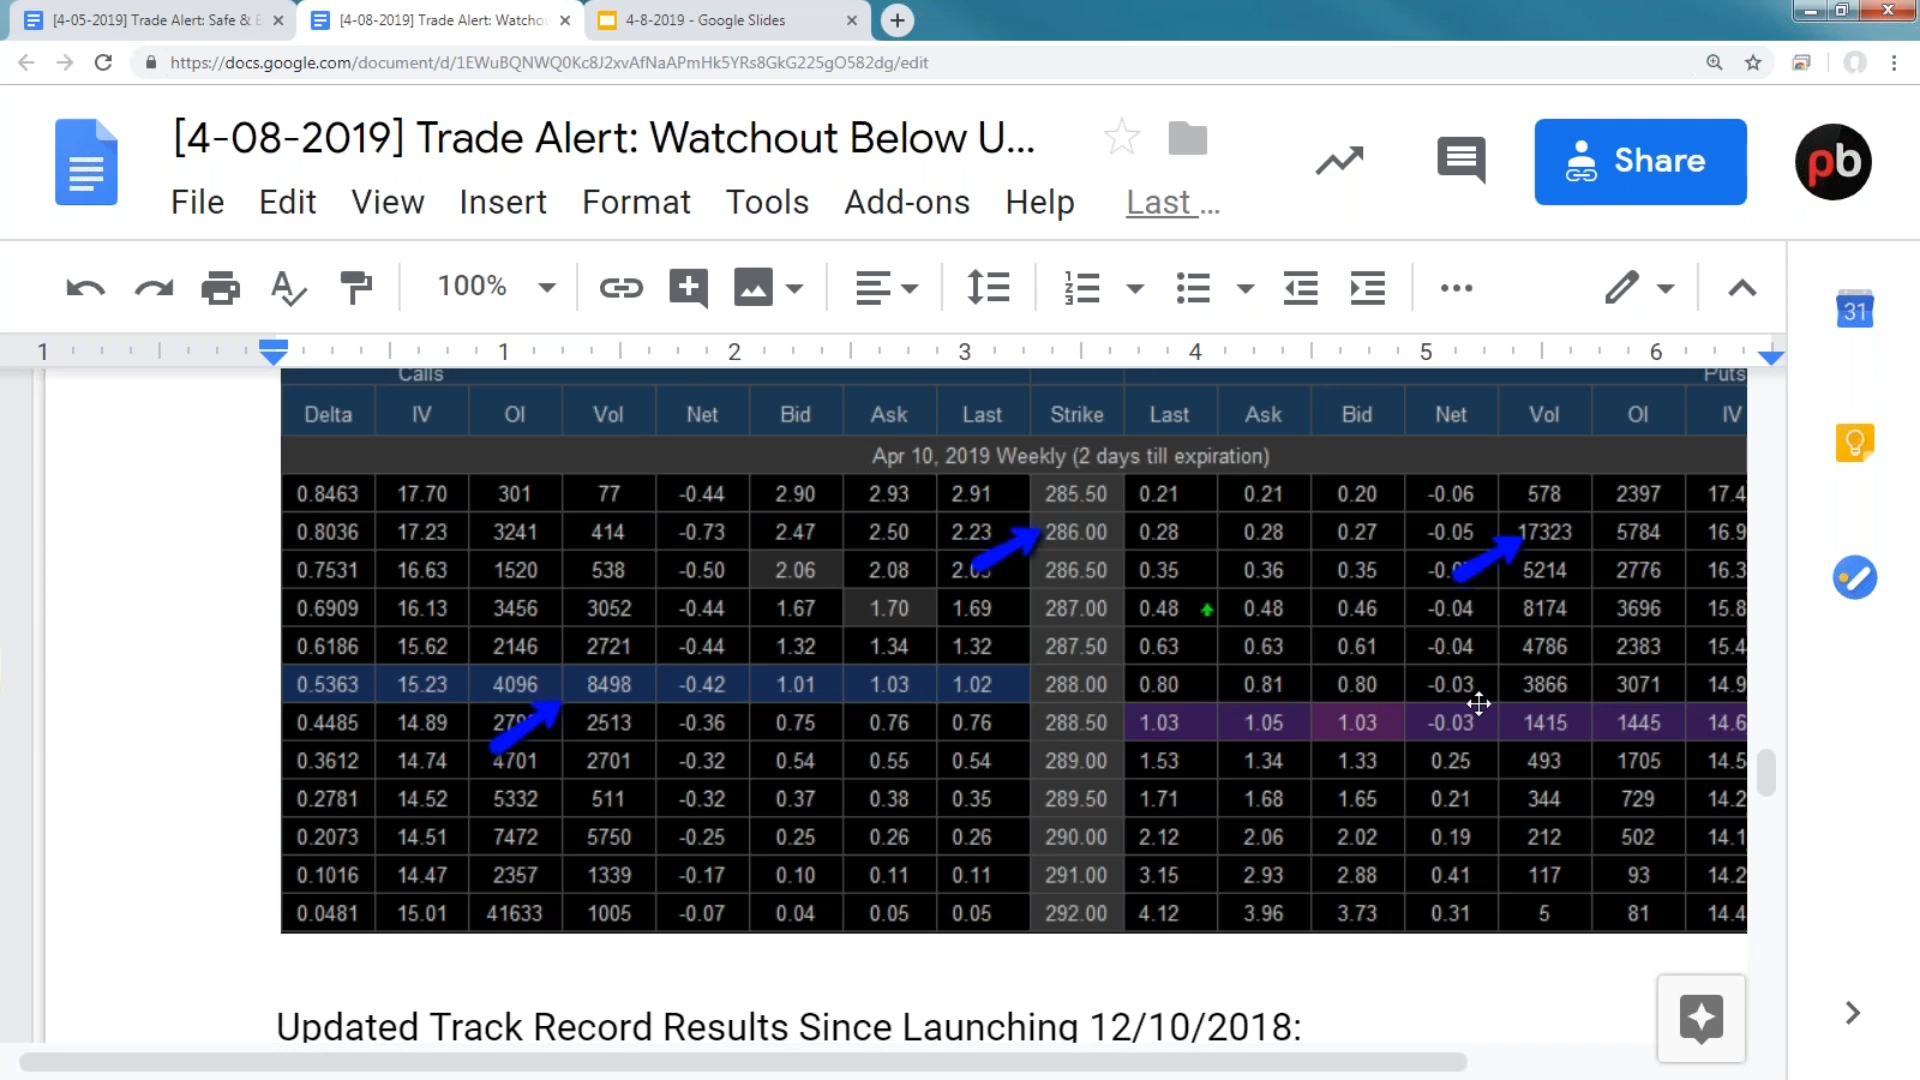 [4-05-2019] Trade Alert: Safe & [4-08-2019] Trade Alert: Watchou 4-8-2019 - Google Slides
https://docs.google.com/document/d/1EWuBQNWQ0Kc8J2xvAfNaAPmHk5YRs8GkG225gO582dg/edit
[4-08-2019] Trade Alert: Watchout Below U...
File Edit View Insert Format Tools Add-ons Help Last ...
Share
pb
100%
31
1 1 2 3 4 5 6
Calls Puts
Delta IV OI Vol Net Bid Ask Last Strike Last Ask Bid Net Vol OI IV
Apr 10, 2019 Weekly (2 days till expiration)
0.8463 17.70 301 77 -0.44 2.90 2.93 2.91 285.50 0.21 0.21 0.20 -0.06 578 2397 17.4
0.8036 17.23 3241 414 -0.73 2.47 2.50 2.23 286.00 0.28 0.28 0.27 -0.05 17323 5784 16.9
0.7531 16.63 1520 538 -0.50 2.06 2.08 286.50 0.35 0.36 0.35 5214 2776 16.3
0.6909 16.13 3456 3052 -0.44 1.67 1.70 1.69 287.00 0.48 0.48 0.46 -0.04 8174 3696 15.8
0.6186 15.62 2146 2721 -0.44 1.32 1.34 1.32 287.50 0.63 0.63 0.61 -0.04 4786 2383 15.4
0.5363 15.23 4096 8498 -0.42 1.01 1.03 1.02 288.00 0.80 0.81 0.80 -0.03 3866 3071 14.9
0.4485 14.89 2513 -0.36 0.75 0.76 0.76 288.50 1.03 1.05 1.03 -0.03 1415 1445 14.6
0.3612 14.74 4701 2701 -0.32 0.54 0.55 0.54 289.00 1.53 1.34 1.33 0.25 493 1705 14.5
0.2781 14.52 5332 511 -0.32 0.37 0.38 0.35 289.50 1.71 1.68 1.65 0.21 344 729 14.2
0.2073 14.51 7472 5750 -0.25 0.25 0.26 0.26 290.00 2.12 2.06 2.02 0.19 212 502 14.1
0.1016 14.47 2357 1339 -0.17 0.10 0.11 0.11 291.00 3.15 2.93 2.88 0.41 117 93 14.2
0.0481 15.01 41633 1005 -0.07 0.04 0.05 0.05 292.00 4.12 3.96 3.73 0.31 5 81 14.4
Updated Track Record Results Since Launching 12/10/2018: